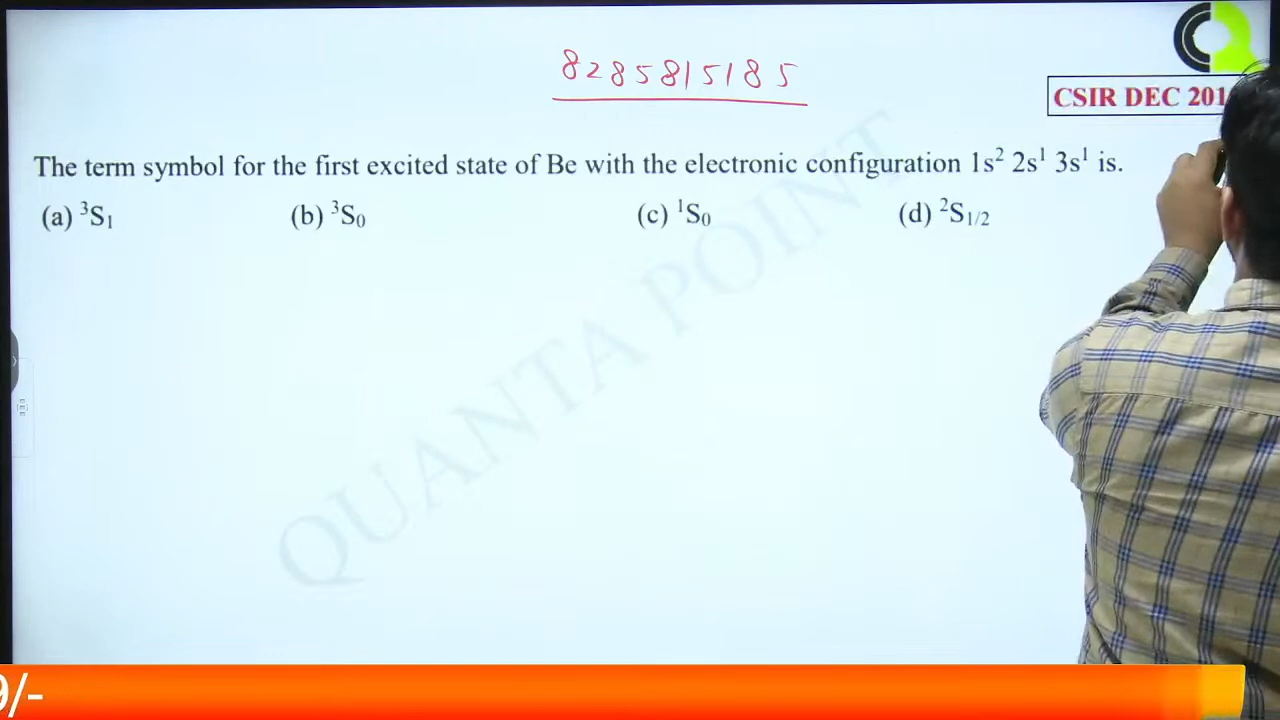 8285815185
CSIR DEC 201
The term symbol for the first excited state of Be with the electronic configuration 1s² 2s¹ 3s¹ is.
(a) ³S₁ (b) ³S₀ (c) ¹S₀ (d) ²S₁/₂
QUANTA POINT
9/-